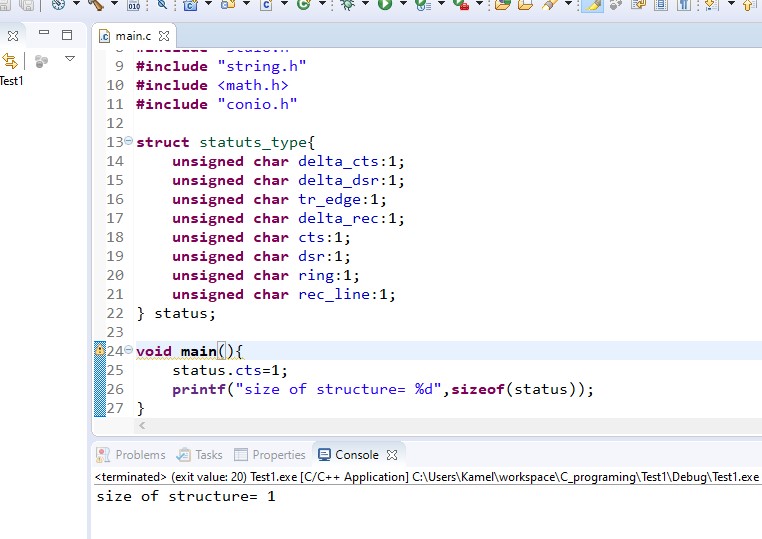 main.c
Test1
8 #include "stdio.h"
9 #include "string.h"
10 #include <math.h>
11 #include "conio.h"
12
13 struct statuts_type{
14 unsigned char delta_cts:1;
15 unsigned char delta_dsr:1;
16 unsigned char tr_edge:1;
17 unsigned char delta_rec:1;
18 unsigned char cts:1;
19 unsigned char dsr:1;
20 unsigned char ring:1;
21 unsigned char rec_line:1;
22 } status;
23
24 void main(){
25 status.cts=1;
26 printf("size of structure= %d",sizeof(status));
27 }
Problems Tasks Properties Console
<terminated> (exit value: 20) Test1.exe [C/C++ Application] C:\Users\Kamel\workspace\C_programing\Test1\Debug\Test1.exe
size of structure= 1